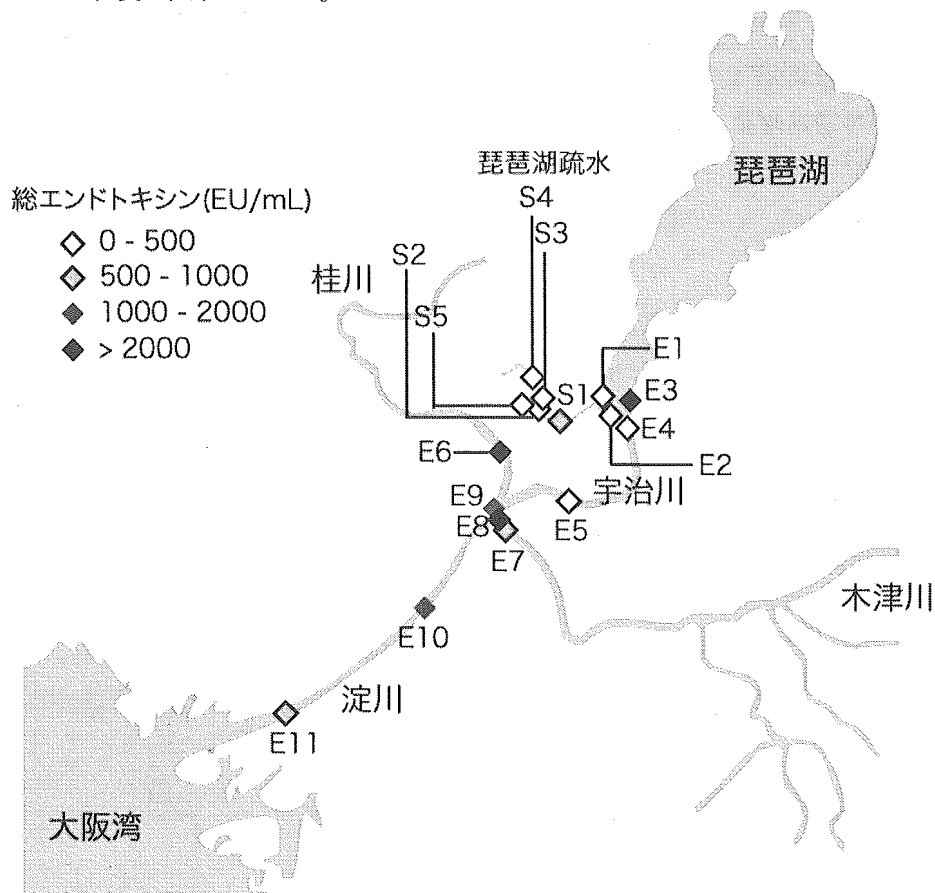 琵琶湖疏水
琵琶湖
総エンドトキシン(EU/mL)
0 - 500
500 - 1000
1000 - 2000
> 2000
S4
S3
S2
桂川
S5
E1
S1
E3
E4
E6
E2
宇治川
E9
E8
E5
E7
木津川
E10
淀川
E11
大阪湾